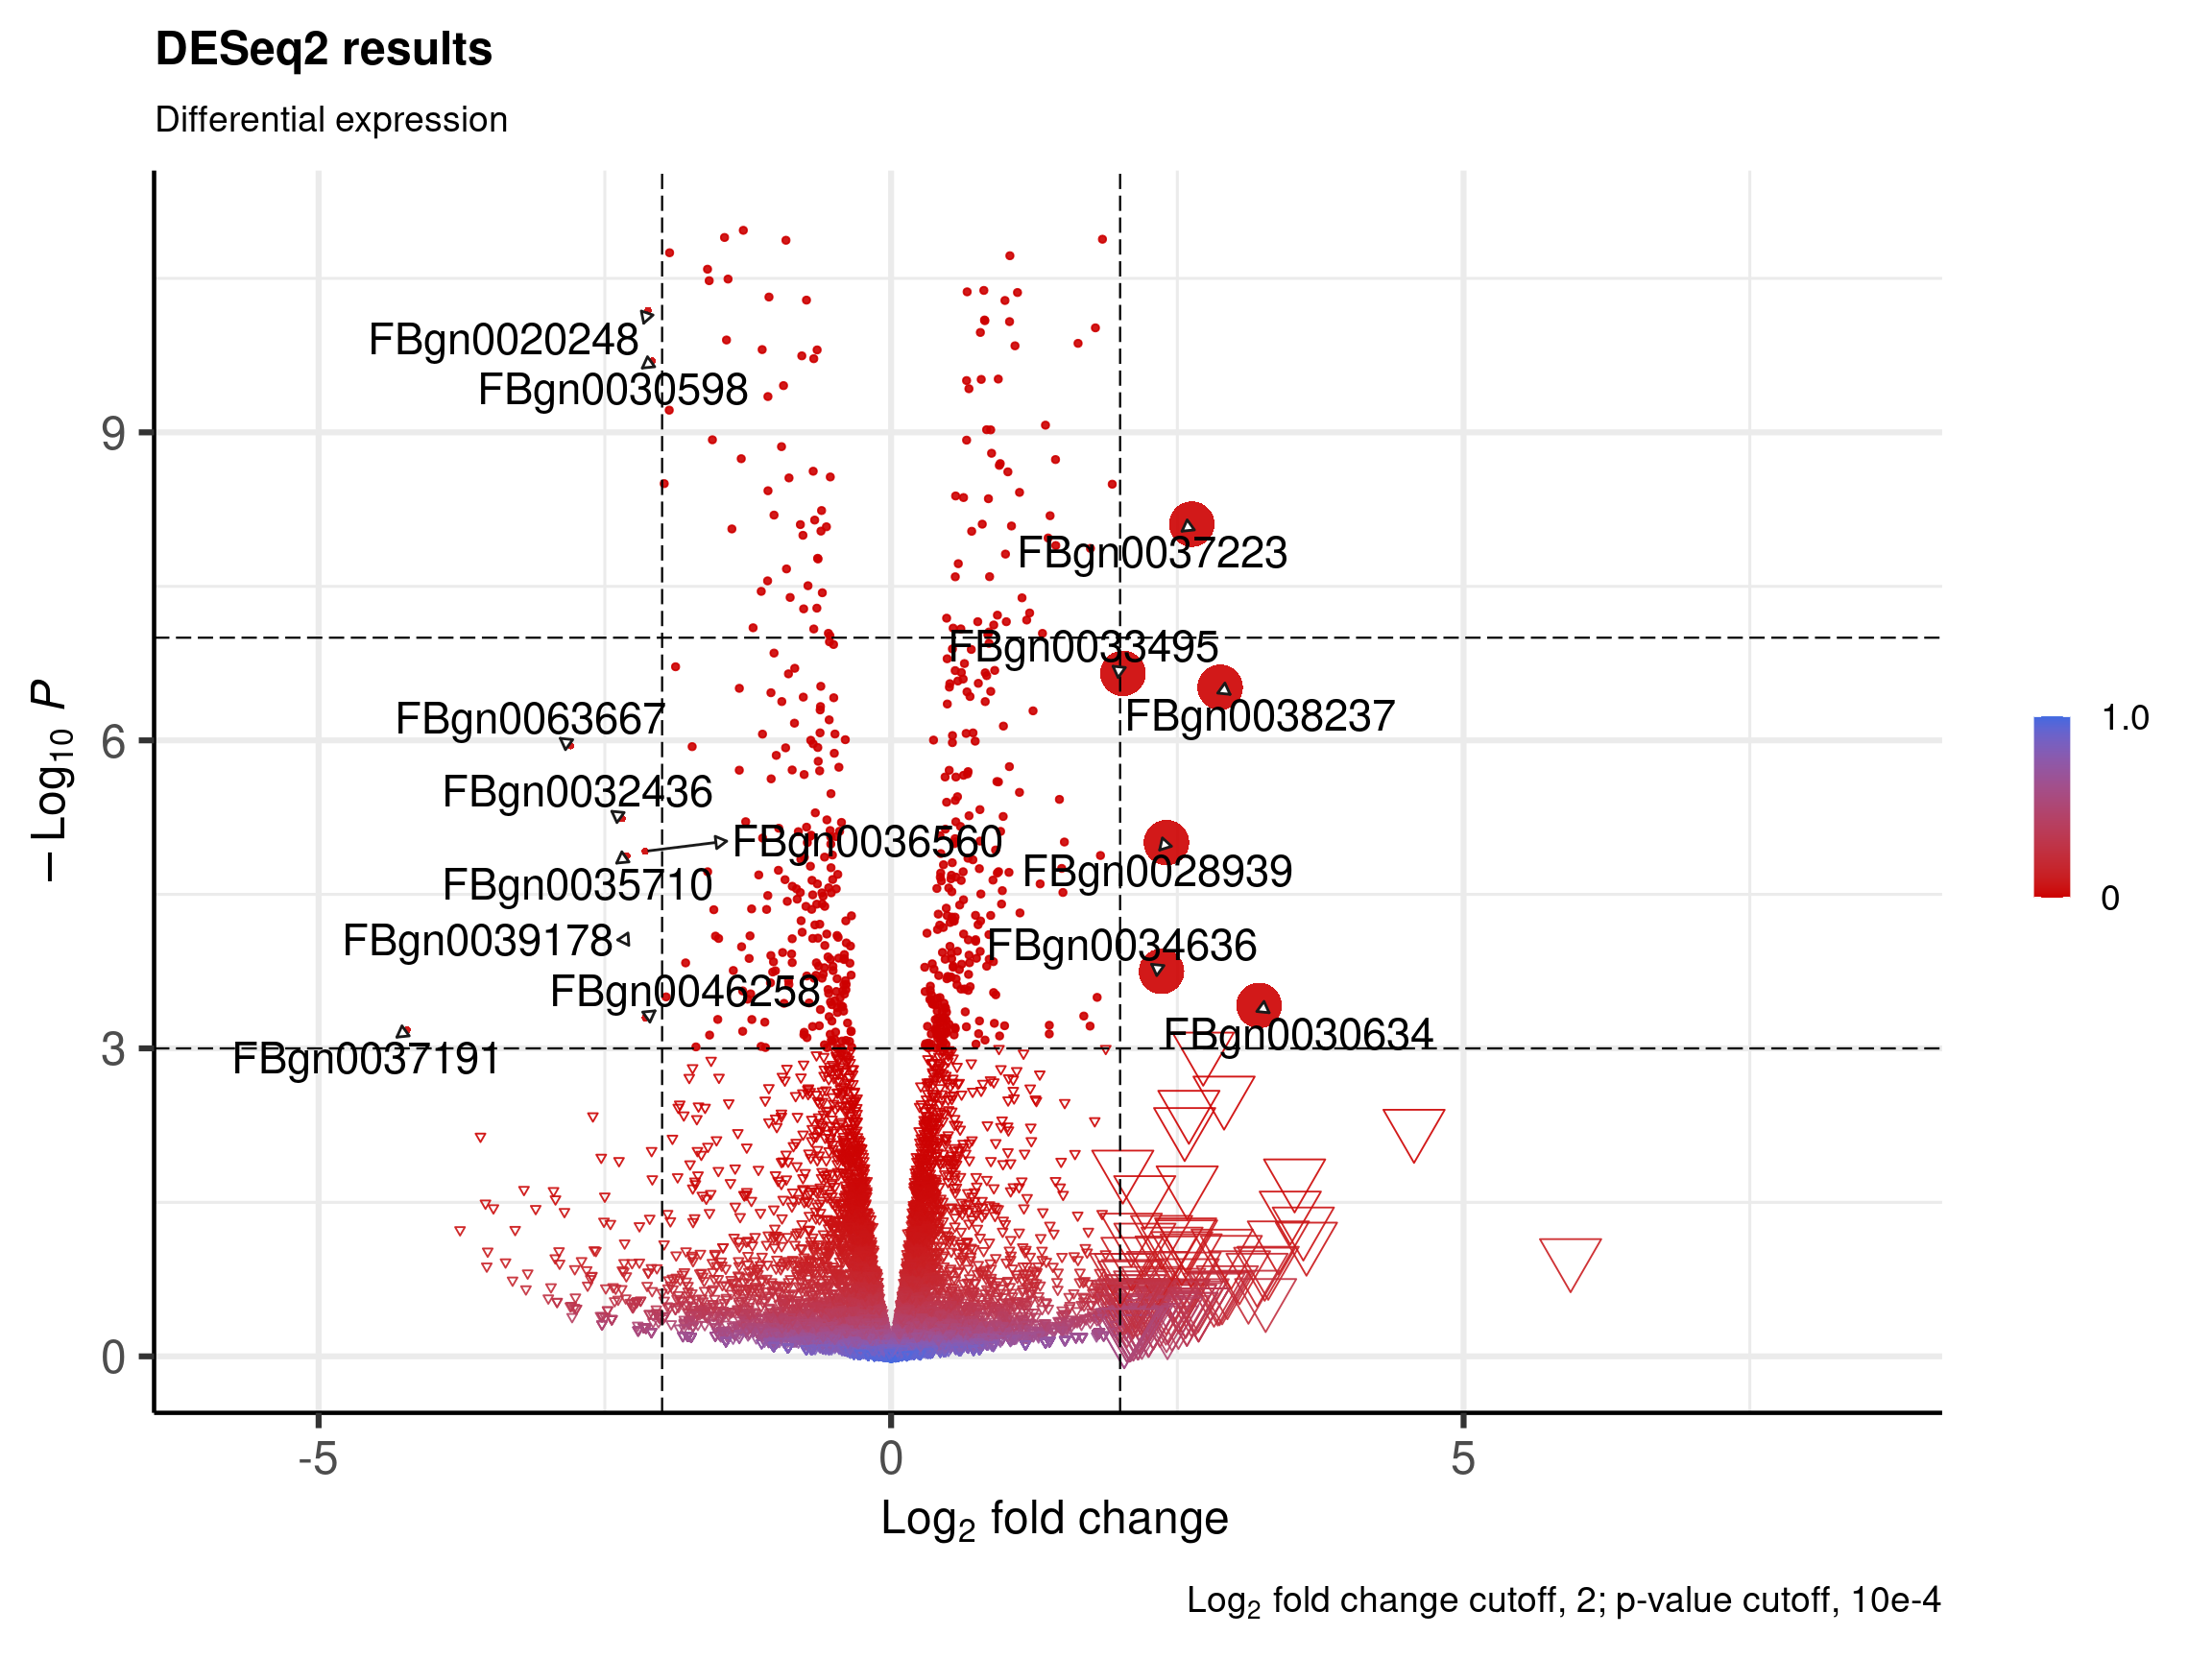 DESeq2 results
Differential expression
−Log10 P
9
6
3
0
FBgn0020248
FBgn0030598
FBgn0037223
FBgn0033495
FBgn0038237
FBgn0063667
FBgn0032436
FBgn0036560
FBgn0035710
FBgn0028939
FBgn0039178
FBgn0034636
FBgn0046258
FBgn0030634
FBgn0037191
1.0
0
-5
0
5
Log2 fold change
Log2 fold change cutoff, 2; p-value cutoff, 10e-4